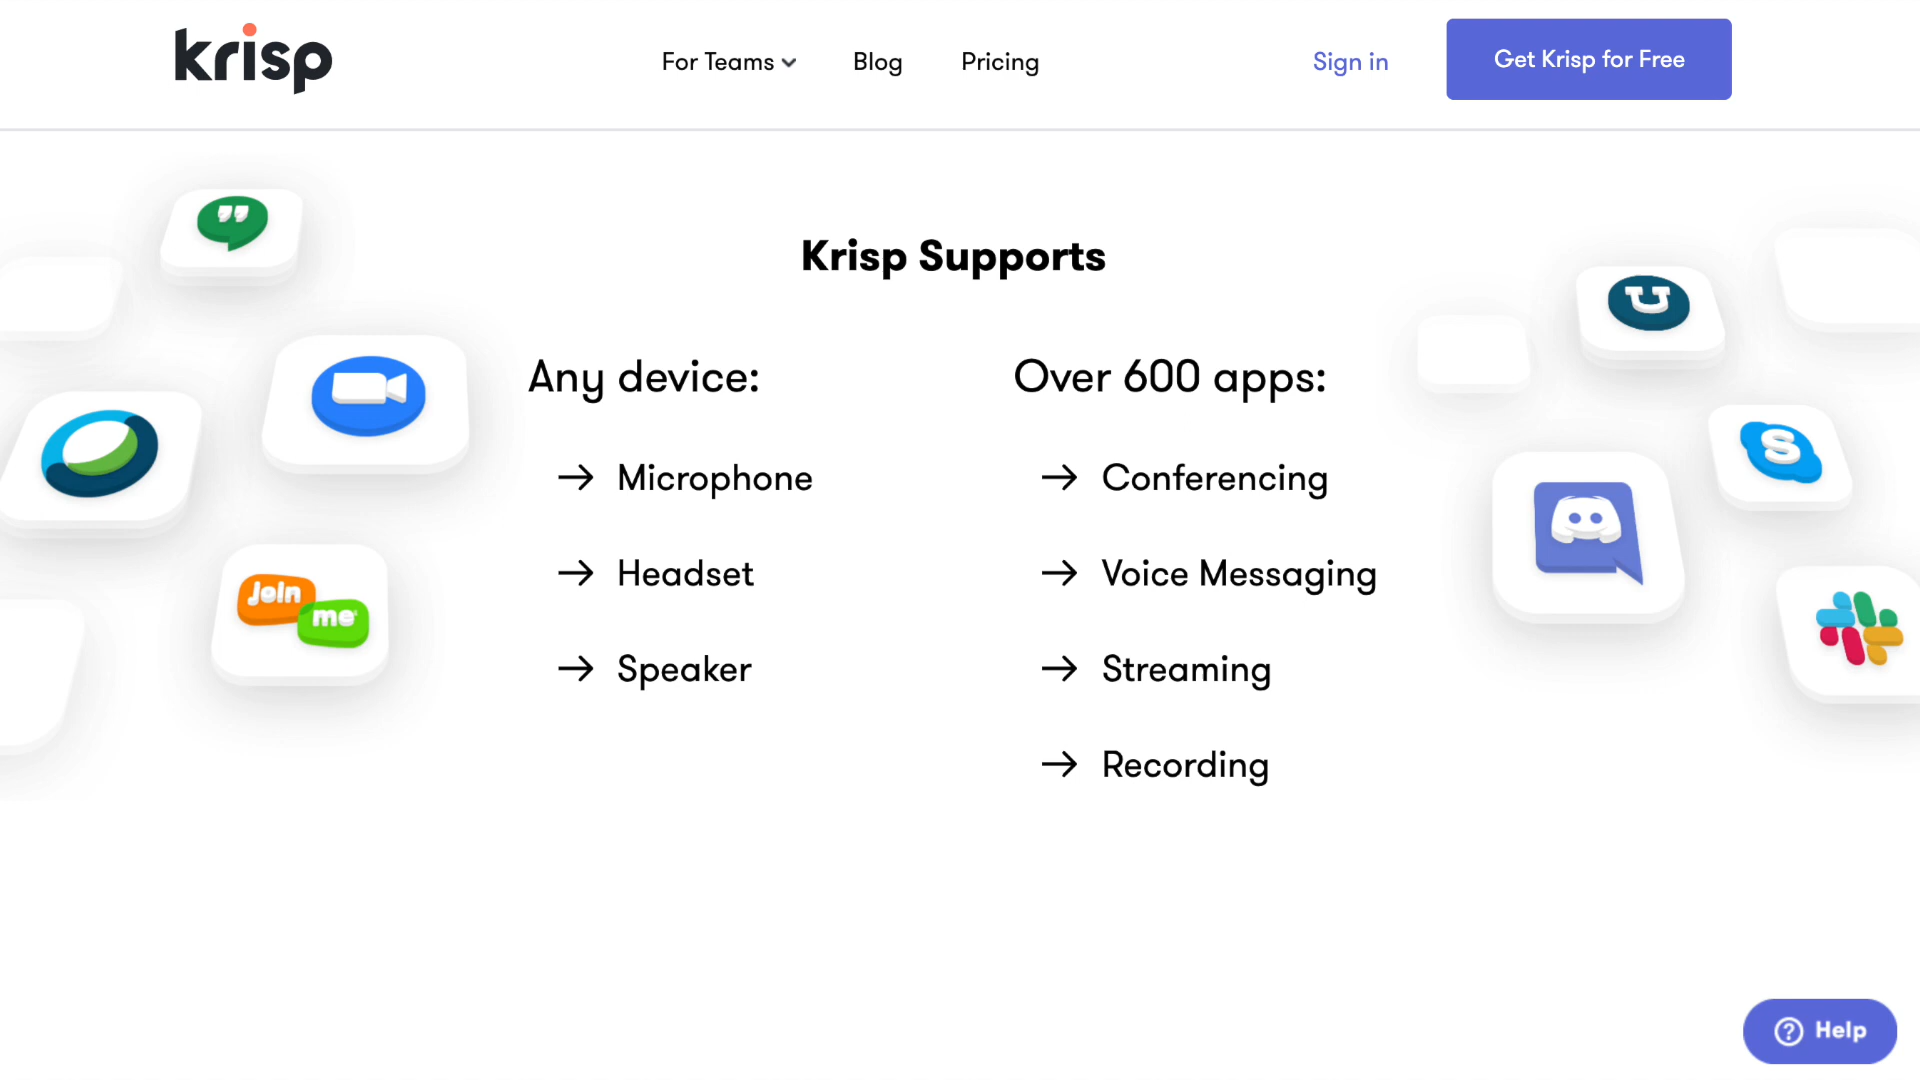 krisp
For Teams
Blog
Pricing
Sign in
Get Krisp for Free
Krisp Supports
Any device:
→ Microphone
→ Headset
→ Speaker
Over 600 apps:
→ Conferencing
→ Voice Messaging
→ Streaming
→ Recording
join
me
U
S
? Help